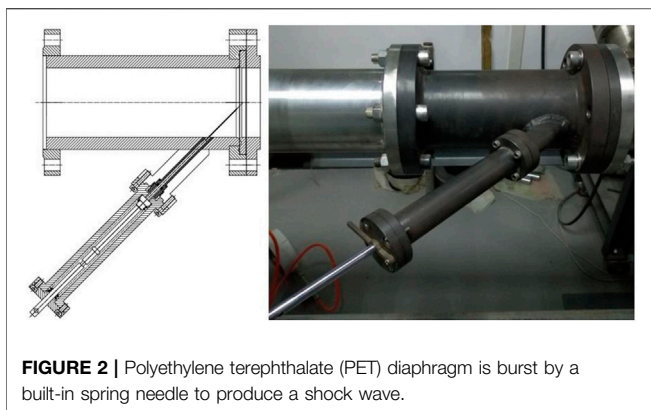 FIGURE 2 | Polyethylene terephthalate (PET) diaphragm is burst by a
built-in spring needle to produce a shock wave.